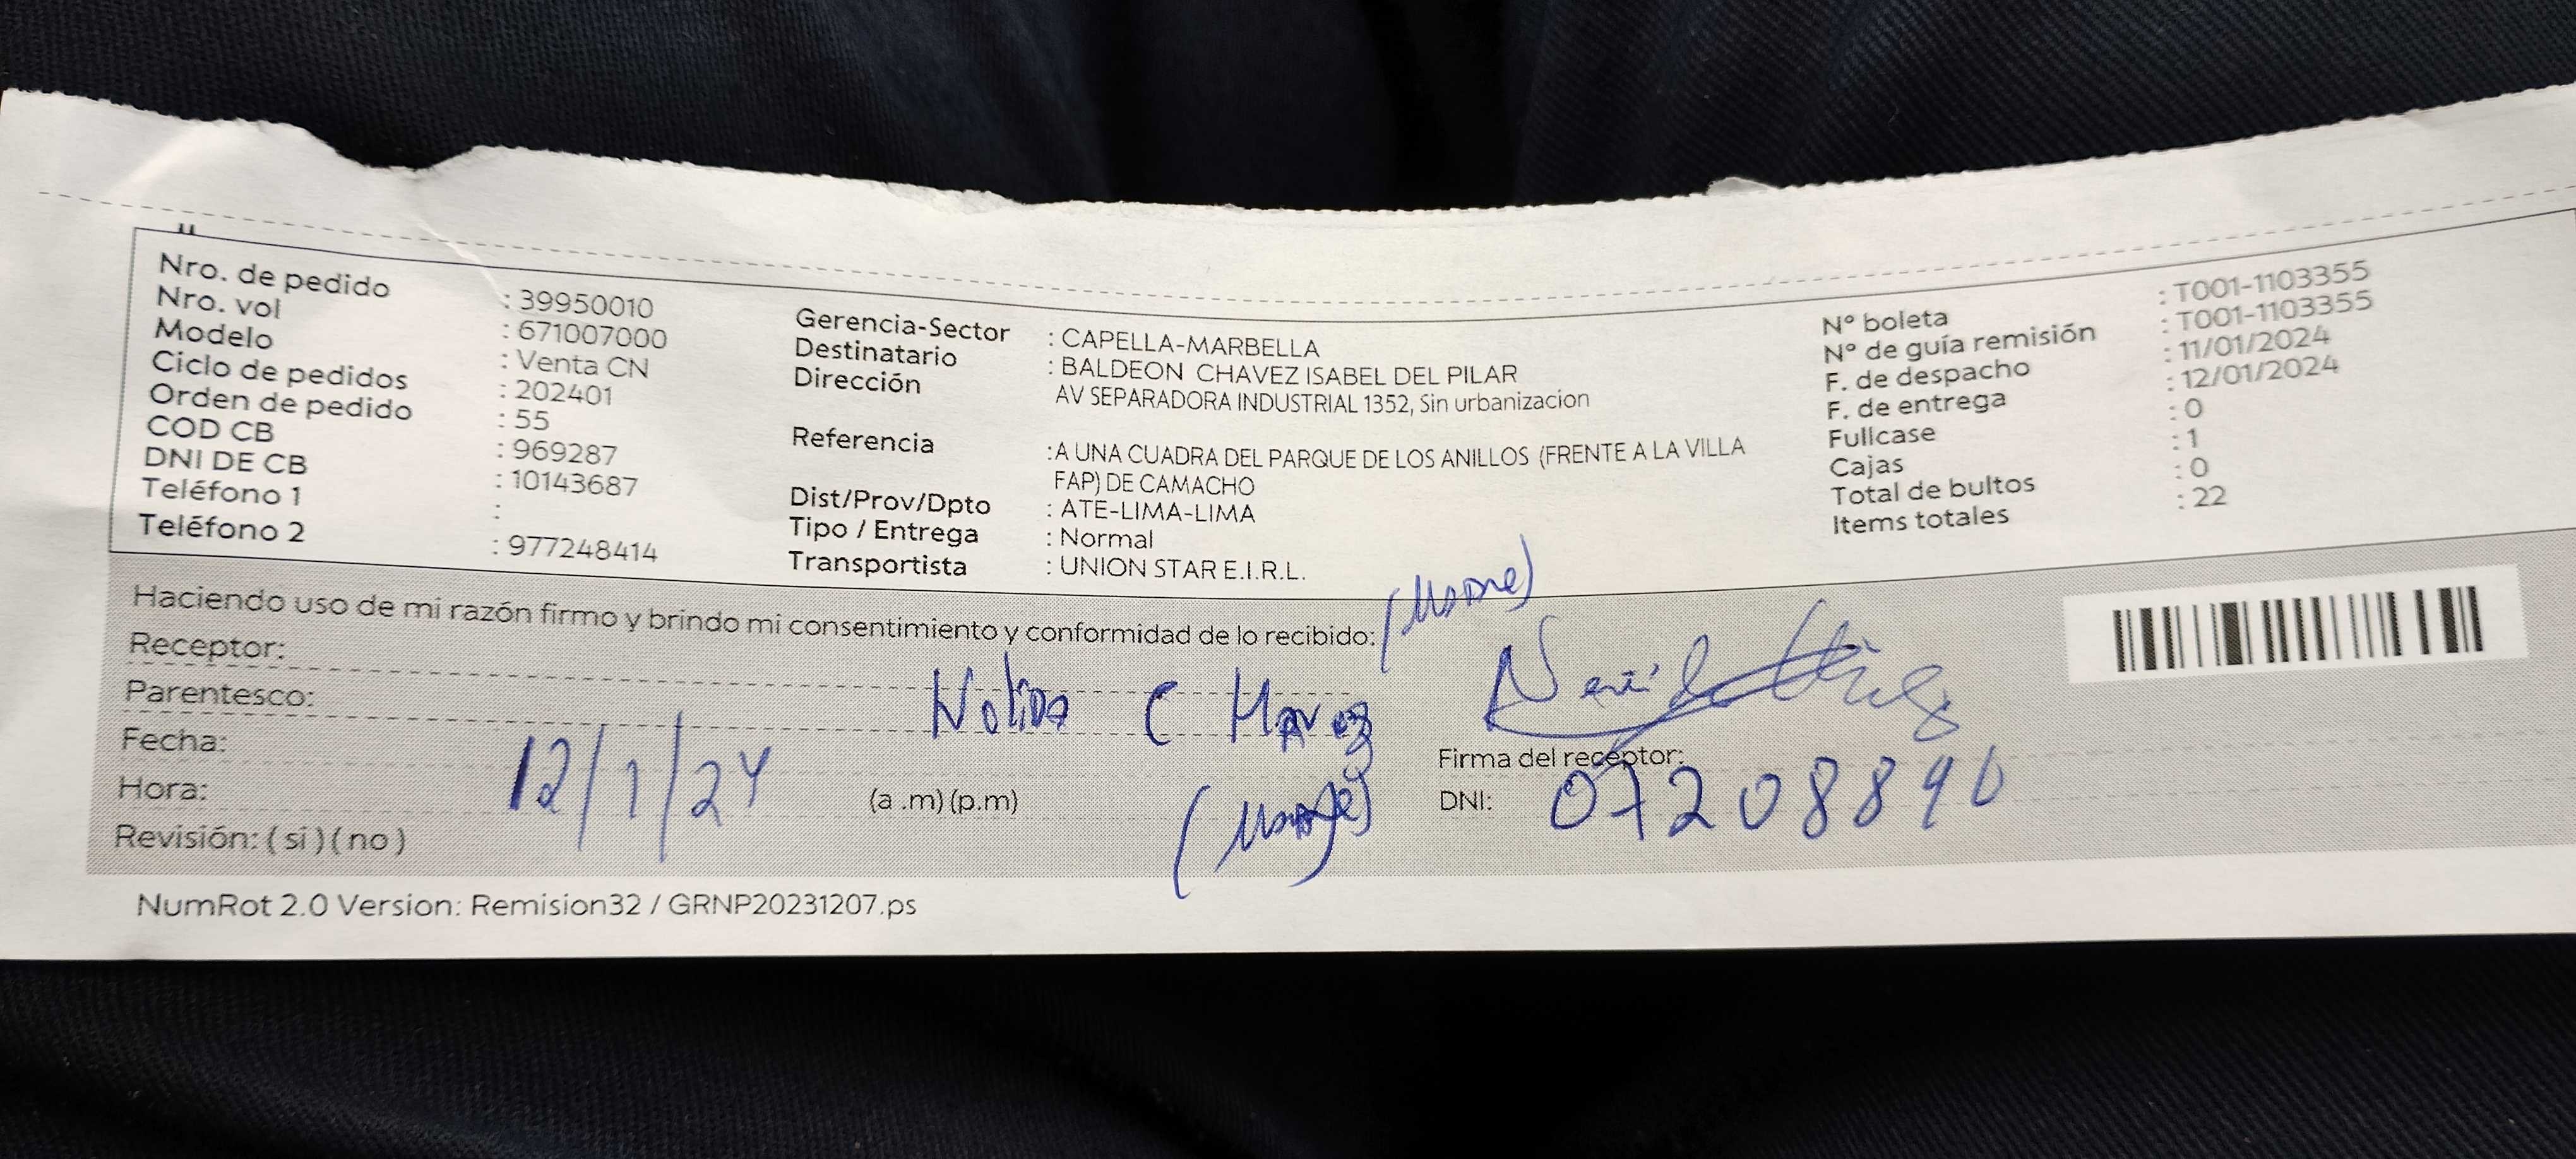 Nro. de pedido : 39950010
Nro. vol : 671007000
Modelo : Venta CN
Ciclo de pedidos : 202401
Orden de pedido : 55
COD CB : 969287
DNI DE CB : 10143687
Teléfono 1 :
Teléfono 2 : 977248414
Gerencia-Sector : CAPELLA-MARBELLA
Destinatario : BALDEON CHAVEZ ISABEL DEL PILAR
Dirección AV SEPARADORA INDUSTRIAL 1352, Sin urbanizacion
Referencia :A UNA CUADRA DEL PARQUE DE LOS ANILLOS (FRENTE A LA VILLA
FAP) DE CAMACHO
Dist/Prov/Dpto : ATE-LIMA-LIMA
Tipo / Entrega : Normal
Transportista : UNION STAR E.I.R.L.
N° boleta : T001-1103355
N° de guía remisión : T001-1103355
F. de despacho : 11/01/2024
F. de entrega : 12/01/2024
Fullcase : 0
Cajas : 1
Total de bultos : 0
Items totales : 22
Haciendo uso de mi razón firmo y brindo mi consentimiento y conformidad de lo recibido:
Receptor:
Parentesco: CHavez
Fecha: 12/1/24
Firma del receptor:
Hora: (a .m) (p.m)
DNI: 07208890
Revisión: ( si ) ( no )
NumRot 2.0 Version: Remision32 / GRNP20231207.ps